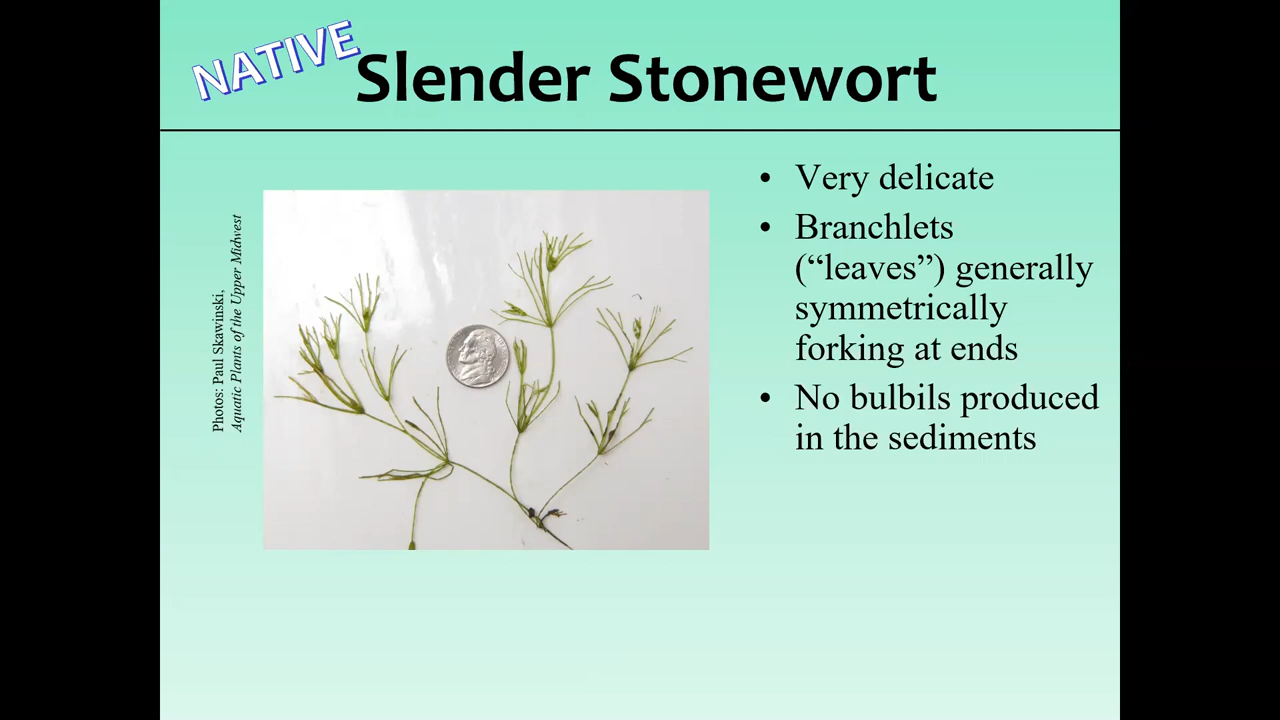 NATIVE
Slender Stonewort
Photos: Paul Skawinski,
Aquatic Plants of the Upper Midwest
• Very delicate
• Branchlets
(“leaves”) generally
symmetrically
forking at ends
• No bulbils produced
in the sediments